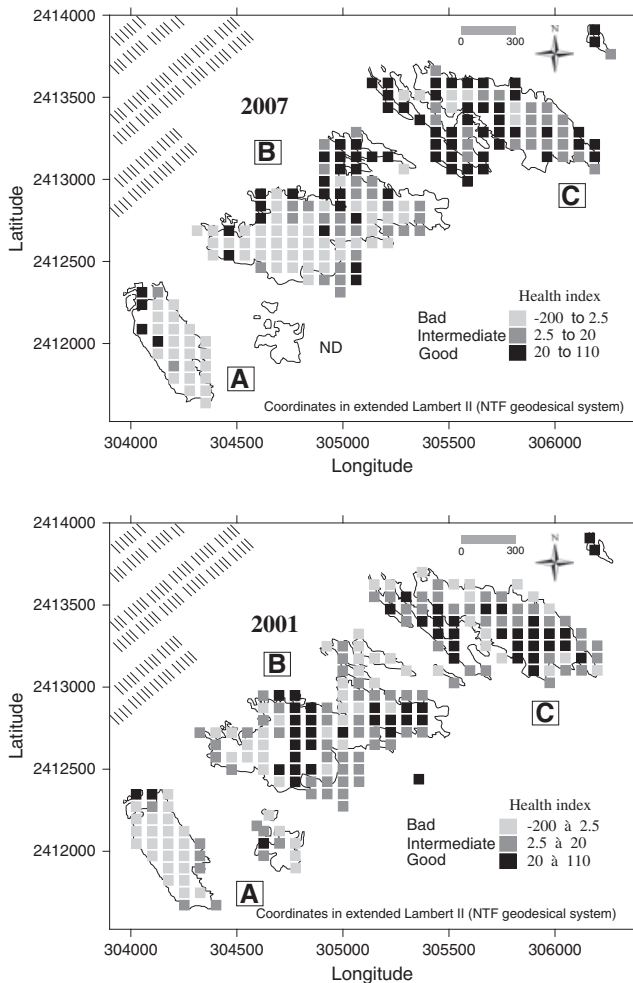 2414000
2413500
2413000
2412500
2412000
Latitude
2007
B
A
C
N
0 300
ND
Health index
Bad -200 to 2.5
Intermediate 2.5 to 20
Good 20 to 110
Coordinates in extended Lambert II (NTF geodesical system)
304000 304500 305000 305500 306000
Longitude
2414000
2413500
2413000
2412500
2412000
Latitude
2001
B
A
C
N
0 300
Health index
Bad -200 à 2.5
Intermediate 2.5 à 20
Good 20 à 110
Coordinates in extended Lambert II (NTF geodesical system)
304000 304500 305000 305500 306000
Longitude